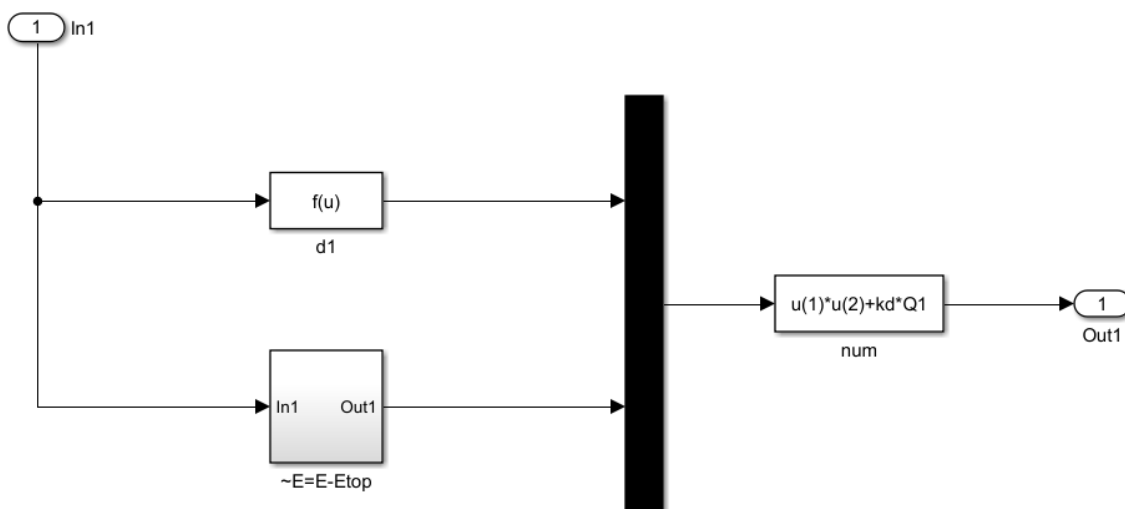 1
In1
f(u)
d1
u(1)*u(2)+kd*Q1
num
1
Out1
In1
Out1
~E=E-Etop